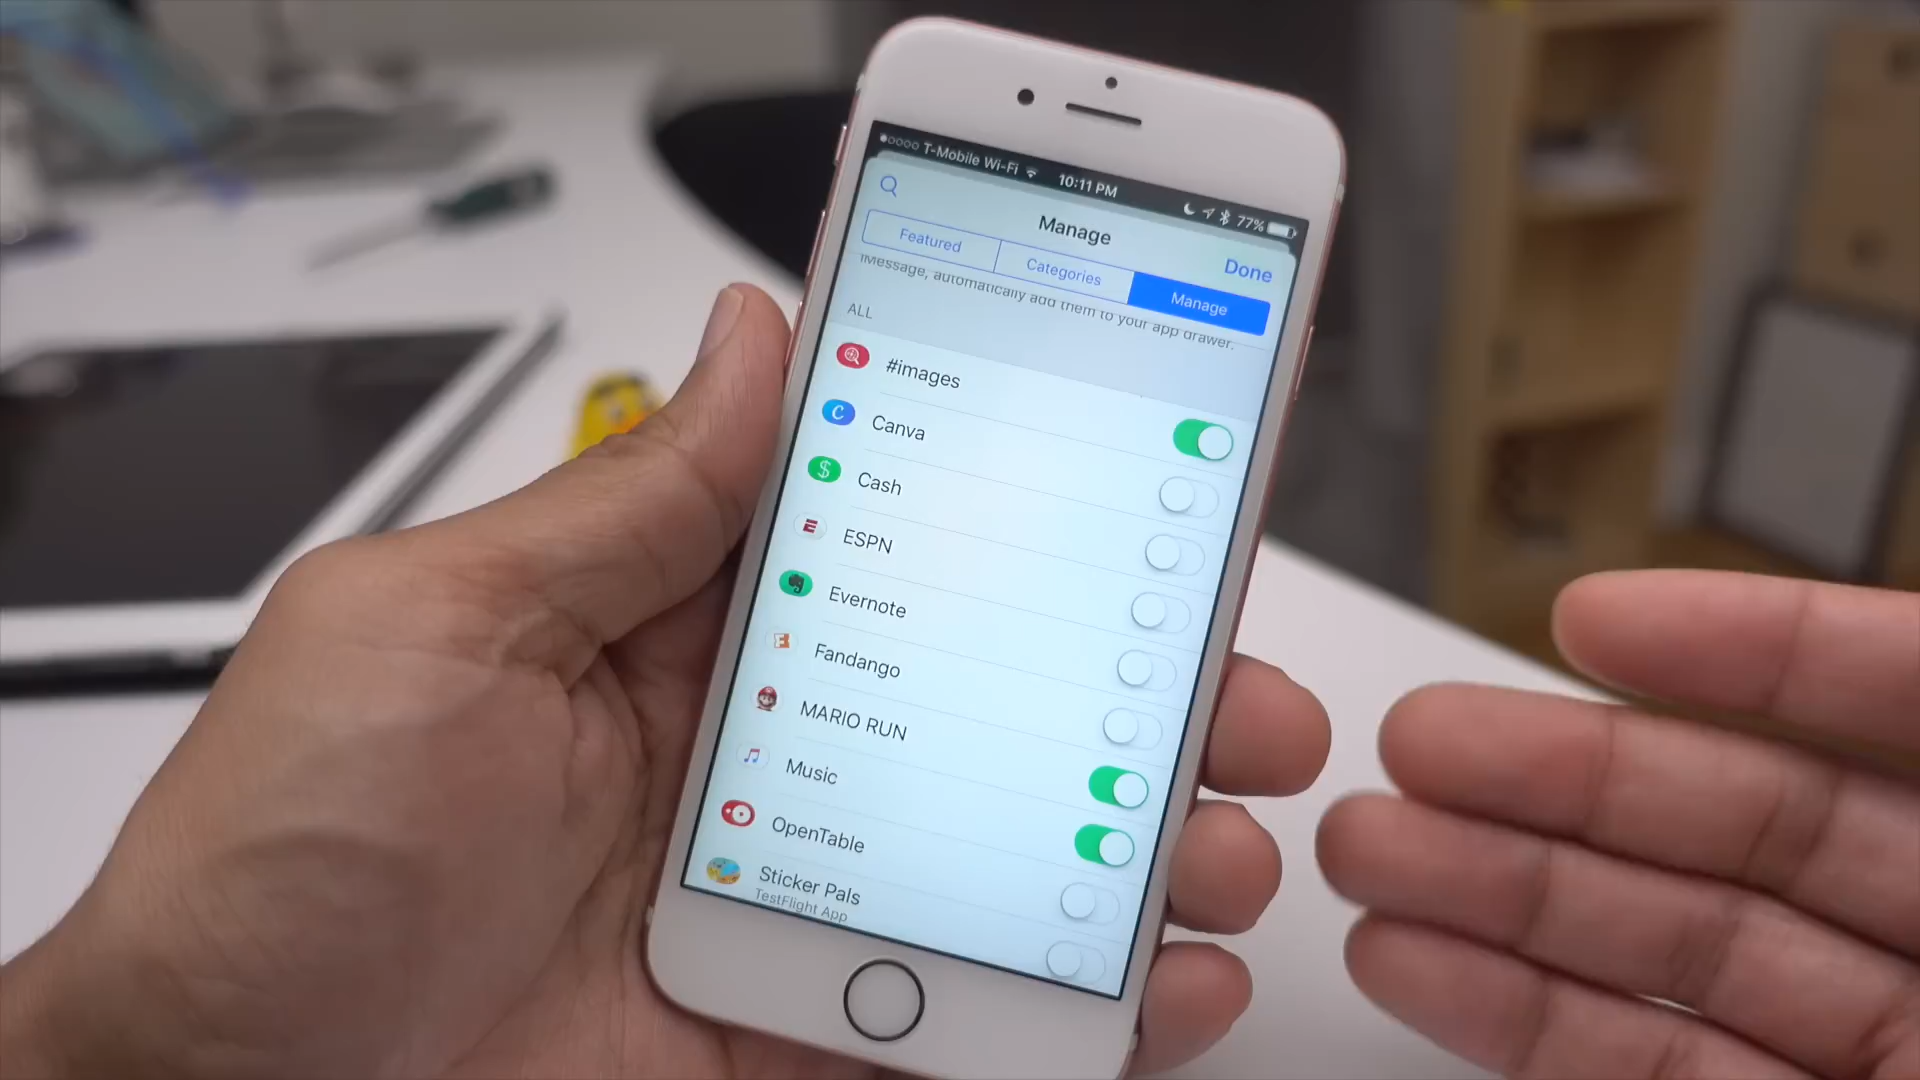 T-Mobile Wi-Fi 10:11 PM 77%
Manage
Done
Featured Categories Manage
iMessage, automatically add them to your app drawer.
ALL
#images
C Canva
$ Cash
E ESPN
Evernote
F Fandango
MARIO RUN
Music
OpenTable
Sticker Pals
TestFlight App